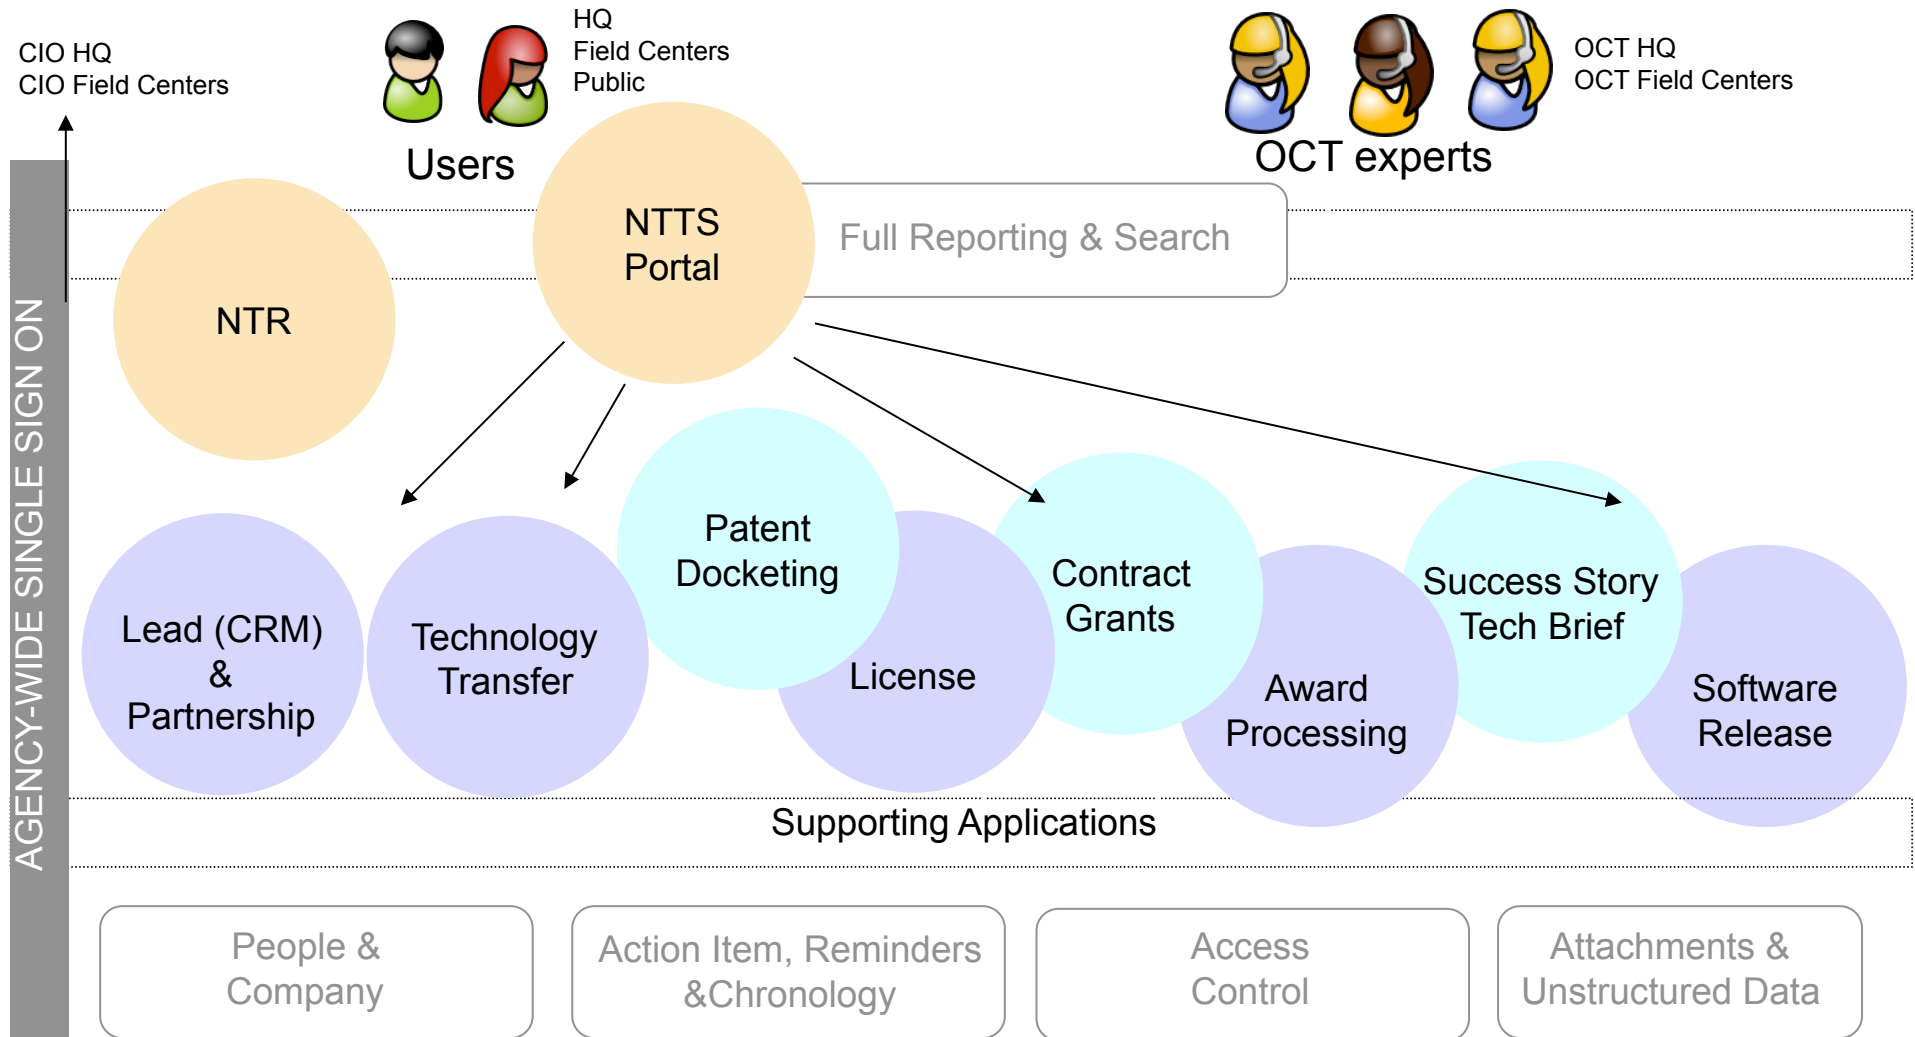 CIO HQ
CIO Field Centers
HQ
Field Centers
Public
OCT HQ
OCT Field Centers
Users
OCT experts
NTTS
Portal
Full Reporting & Search
NTR
AGENCY-WIDE SINGLE SIGN ON
Patent
Docketing
Contract
Grants
Success Story
Tech Brief
Lead (CRM)
&
Partnership
Technology
Transfer
License
Award
Processing
Software
Release
Supporting Applications
People &
Company
Action Item, Reminders
&Chronology
Access
Control
Attachments &
Unstructured Data